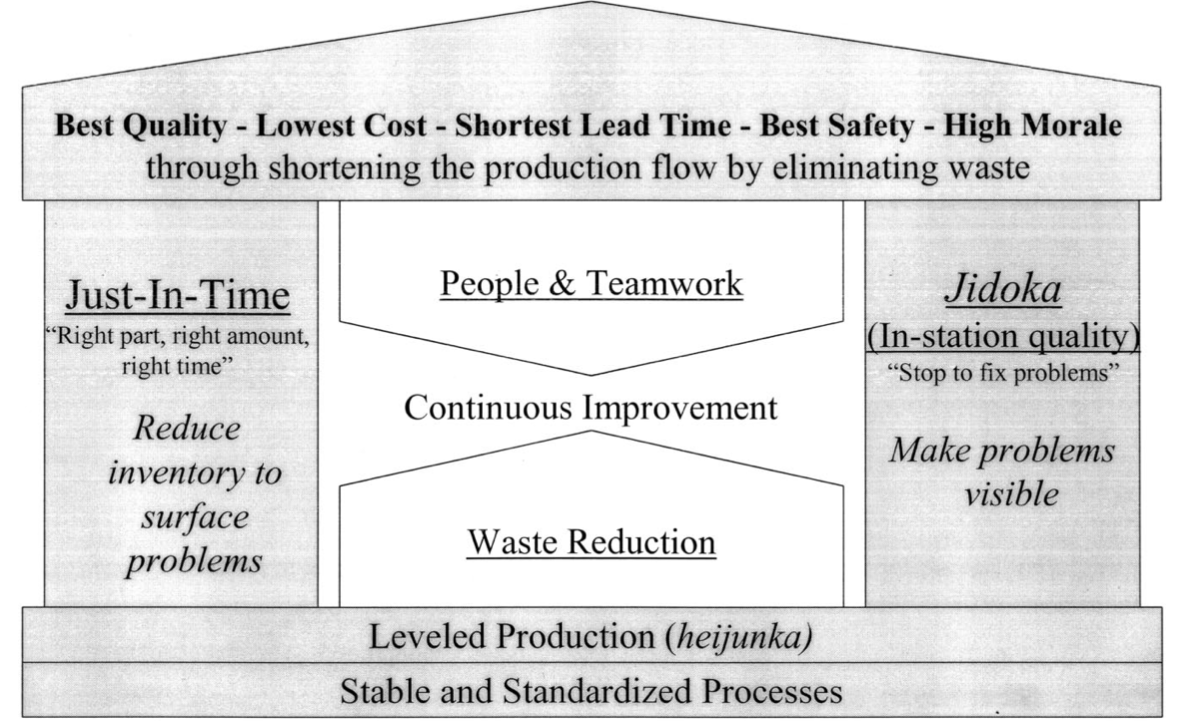 Best Quality - Lowest Cost - Shortest Lead Time - Best Safety - High Morale
through shortening the production flow by eliminating waste
Just-In-Time
“Right part, right amount,
right time”
Reduce
inventory to
surface
problems
People & Teamwork
Continuous Improvement
Waste Reduction
Jidoka
(In-station quality)
“Stop to fix problems”
Make problems
visible
Leveled Production (heijunka)
Stable and Standardized Processes